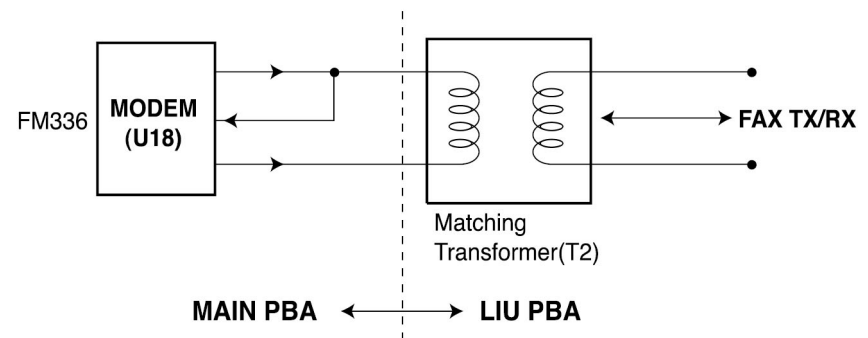 FM336
MODEM
(U18)
FAX TX/RX
Matching
Transformer(T2)
MAIN PBA
LIU PBA